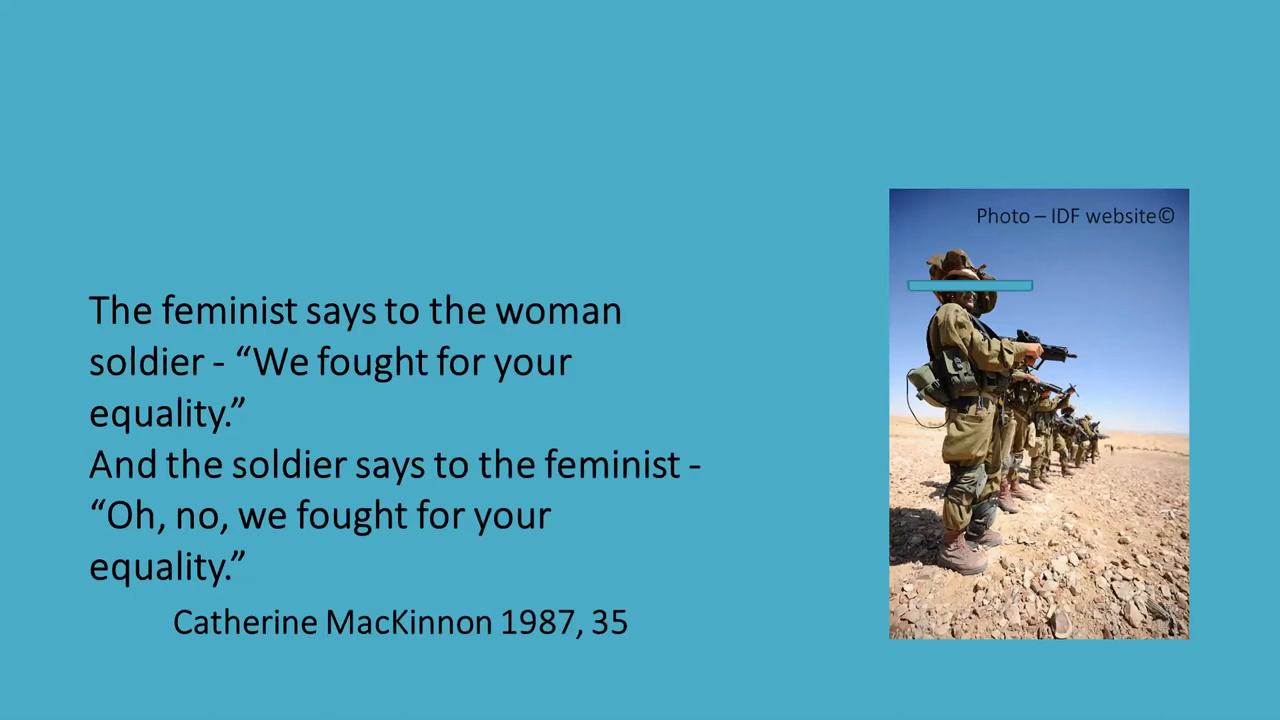 Photo – IDF website©
The feminist says to the woman
soldier - “We fought for your
equality.”
And the soldier says to the feminist -
“Oh, no, we fought for your
equality.”
Catherine MacKinnon 1987, 35